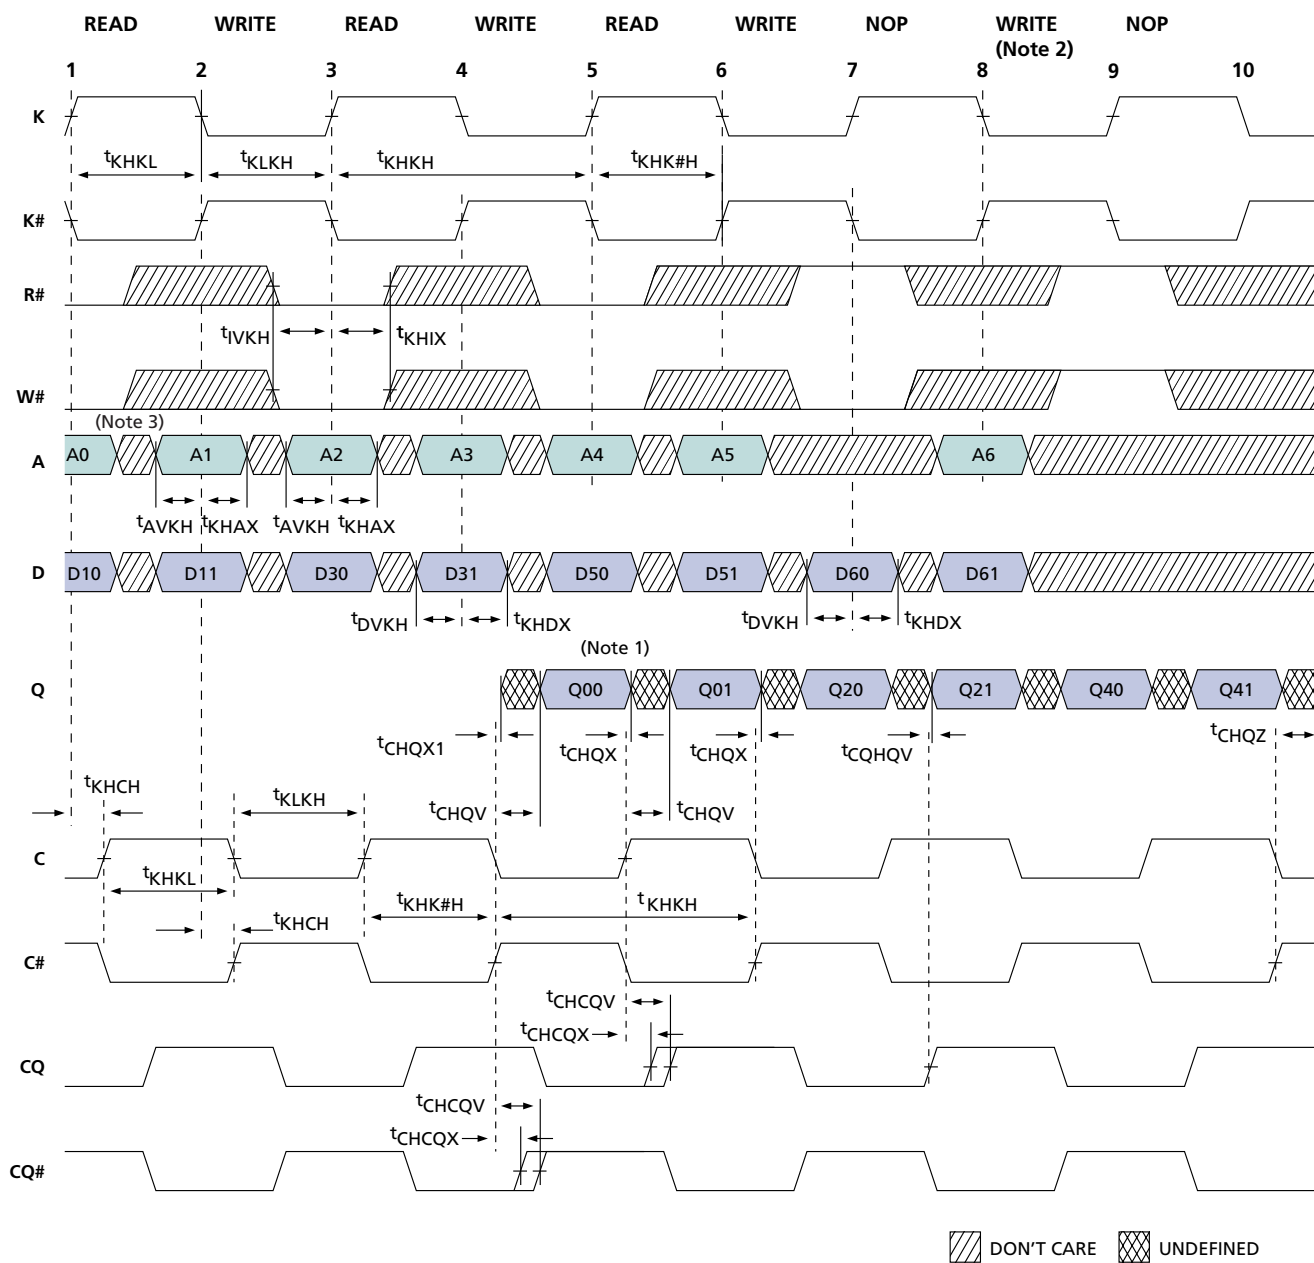 READ WRITE READ WRITE READ WRITE NOP WRITE NOP
(Note 2)
1 2 3 4 5 6 7 8 9 10
K
tKHKL tKLKH tKHKH tKHK#H
K#
R#
tIVKH tKHIX
W#
(Note 3)
A A0 A1 A2 A3 A4 A5 A6
tAVKH tKHAX tAVKH tKHAX
D D10 D11 D30 D31 D50 D51 D60 D61
tDVKH tKHDX tDVKH tKHDX
(Note 1)
Q Q00 Q01 Q20 Q21 Q40 Q41
tCHQX1 tCHQX tCHQX tCQHQV tCHQZ
tKHCH tKLKH tCHQV tCHQV
C
tKHKL tKHK#H tKHKH
tKHCH
C#
tCHCQV
tCHCQX
CQ
tCHCQV
tCHCQX
CQ#
DON'T CARE UNDEFINED